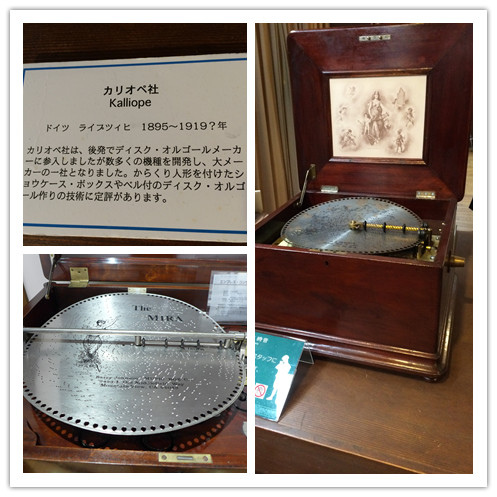 カリオペ社
Kalliope
ドイツ ライプツィヒ 1895〜1919?年
カリオペ社は、後発でディスク・オルゴールメーカ
ーに参入しましたが数多くの機種を開発し、大メー
カーの一社となりました。からくり人形を付けたシ
ョウケース・ボックスやベル付のディスク・オルゴ
ール作りの技術に定評があります。
The
MIRA
スタッフに